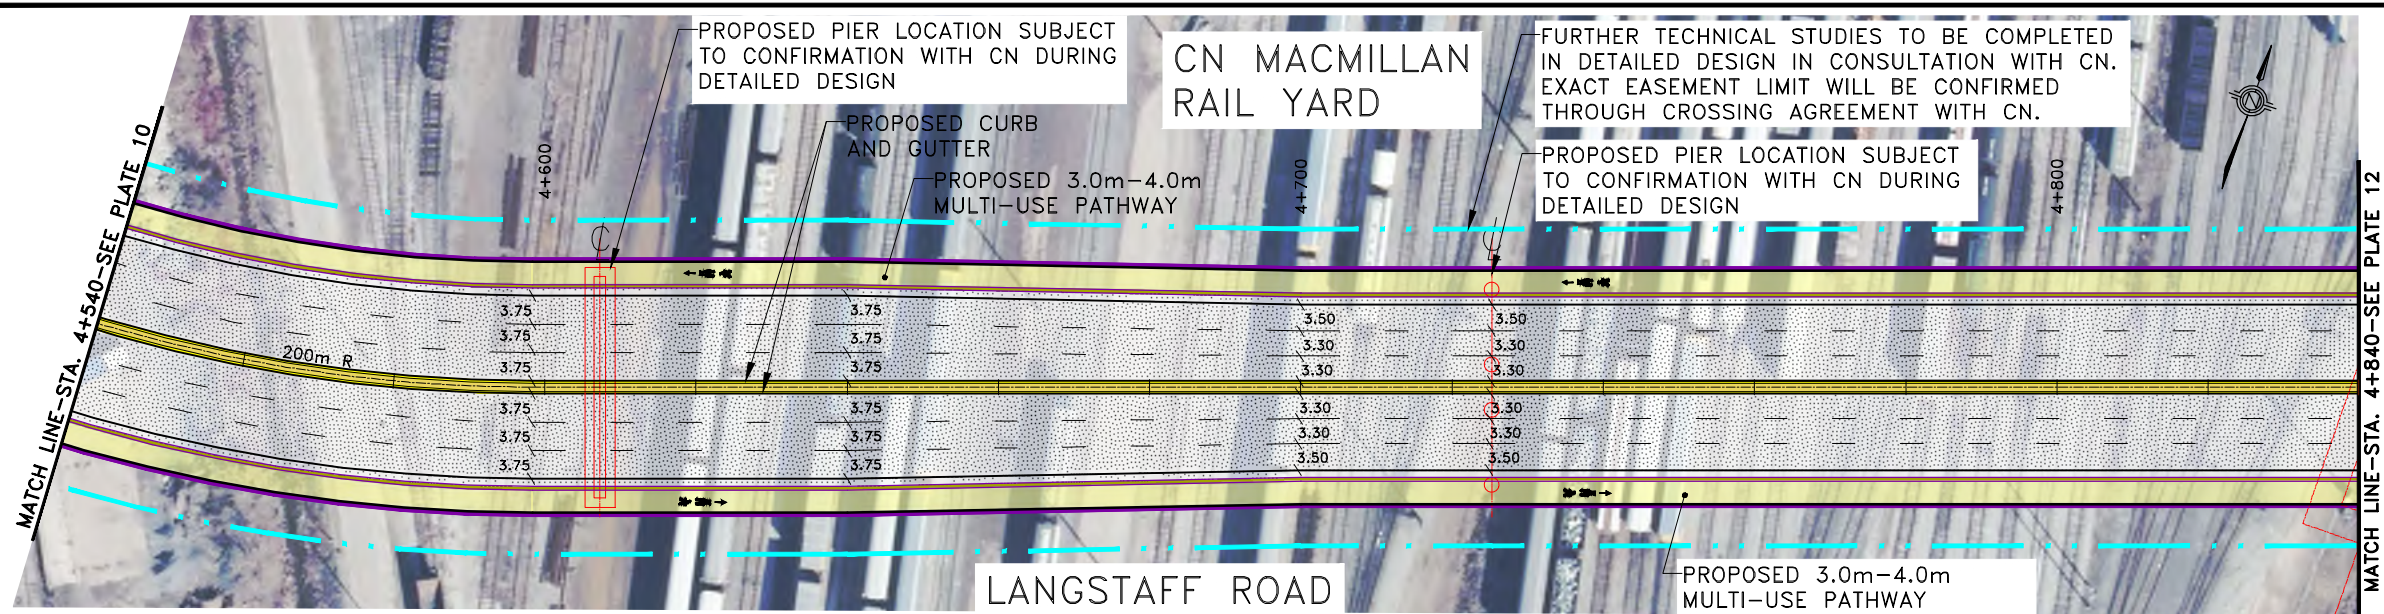 PROPOSED PIER LOCATION SUBJECT
TO CONFIRMATION WITH CN DURING
DETAILED DESIGN
CN MACMILLAN
RAIL YARD
FURTHER TECHNICAL STUDIES TO BE COMPLETED
IN DETAILED DESIGN IN CONSULTATION WITH CN.
EXACT EASEMENT LIMIT WILL BE CONFIRMED
THROUGH CROSSING AGREEMENT WITH CN.
PROPOSED CURB
AND GUTTER
PROPOSED 3.0m-4.0m
MULTI-USE PATHWAY
PROPOSED PIER LOCATION SUBJECT
TO CONFIRMATION WITH CN DURING
DETAILED DESIGN
4+600
4+700
4+800
N
MATCH LINE-STA. 4+540-SEE PLATE 10
200m R
3.75
3.75
3.75
3.75
3.75
3.75
3.75
3.75
3.75
3.75
3.75
3.75
3.50
3.30
3.30
3.30
3.30
3.50
3.50
3.30
3.30
3.30
3.30
3.50
MATCH LINE-STA. 4+840-SEE PLATE 12
LANGSTAFF ROAD
PROPOSED 3.0m-4.0m
MULTI-USE PATHWAY